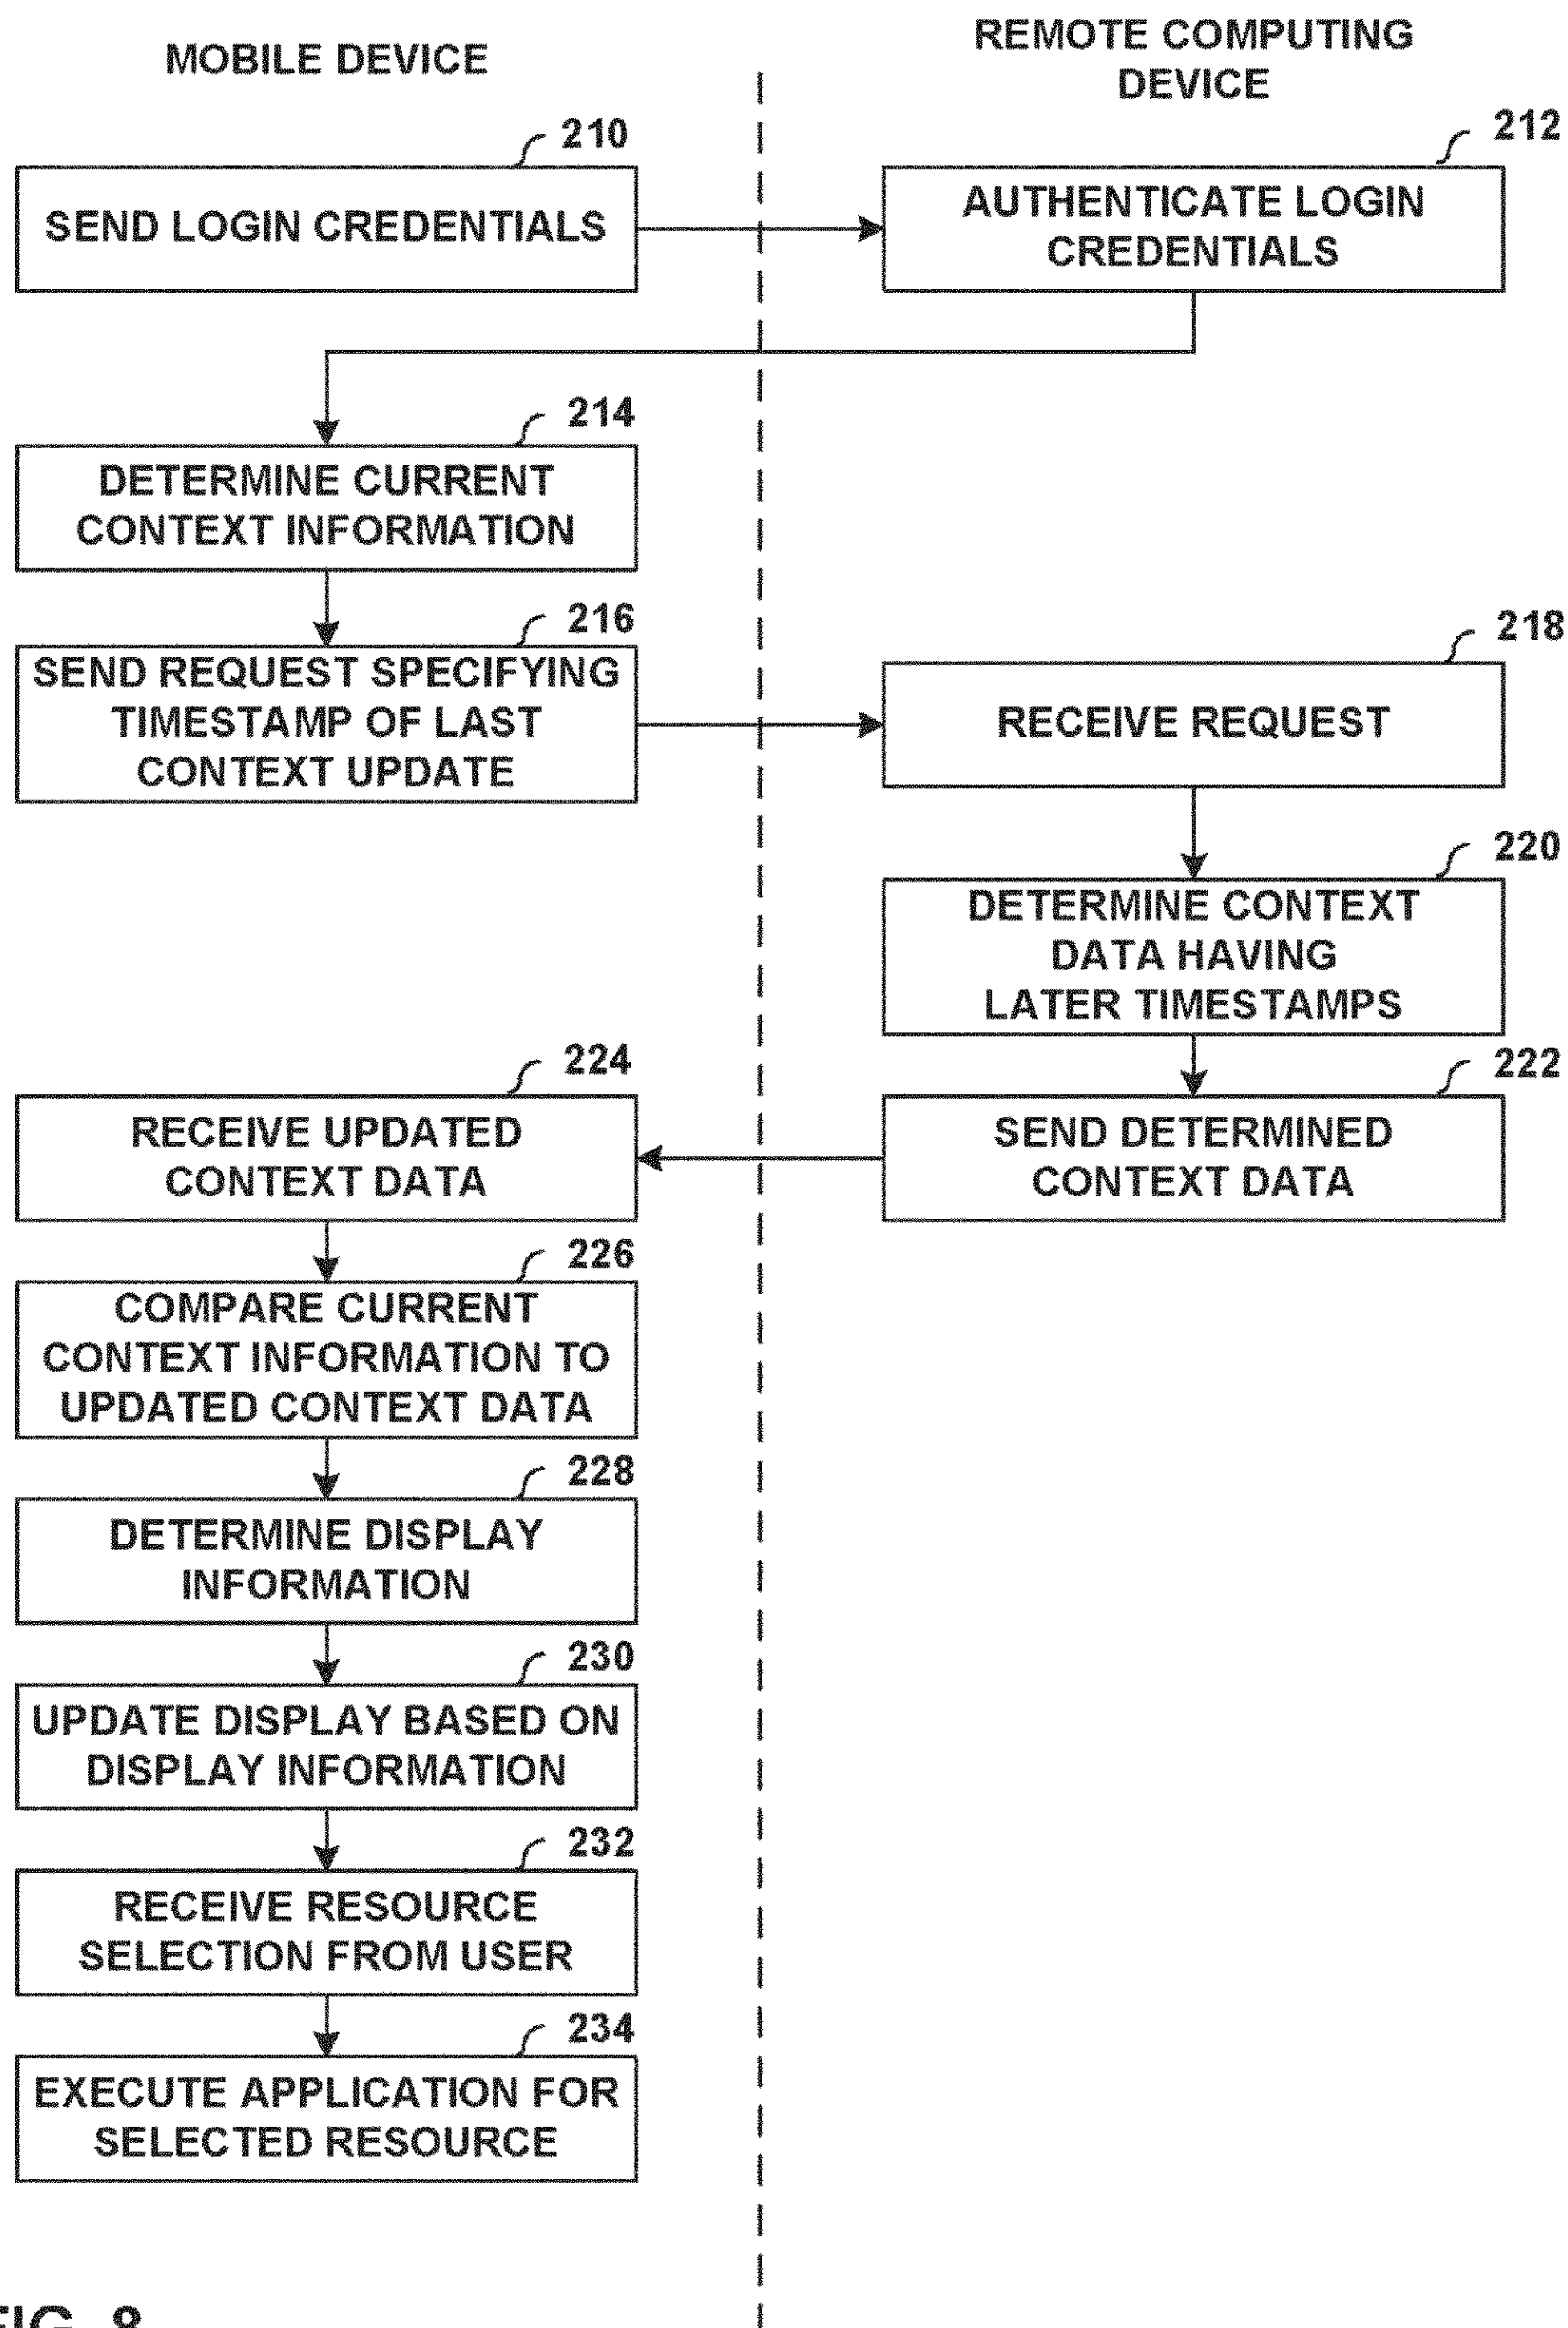 MOBILE DEVICE
REMOTE COMPUTING
DEVICE
210
SEND LOGIN CREDENTIALS
212
AUTHENTICATE LOGIN
CREDENTIALS
214
DETERMINE CURRENT
CONTEXT INFORMATION
216
SEND REQUEST SPECIFYING
TIMESTAMP OF LAST
CONTEXT UPDATE
218
RECEIVE REQUEST
220
DETERMINE CONTEXT
DATA HAVING
LATER TIMESTAMPS
222
SEND DETERMINED
CONTEXT DATA
224
RECEIVE UPDATED
CONTEXT DATA
226
COMPARE CURRENT
CONTEXT INFORMATION TO
UPDATED CONTEXT DATA
228
DETERMINE DISPLAY
INFORMATION
230
UPDATE DISPLAY BASED ON
DISPLAY INFORMATION
232
RECEIVE RESOURCE
SELECTION FROM USER
234
EXECUTE APPLICATION FOR
SELECTED RESOURCE
FIG. 8